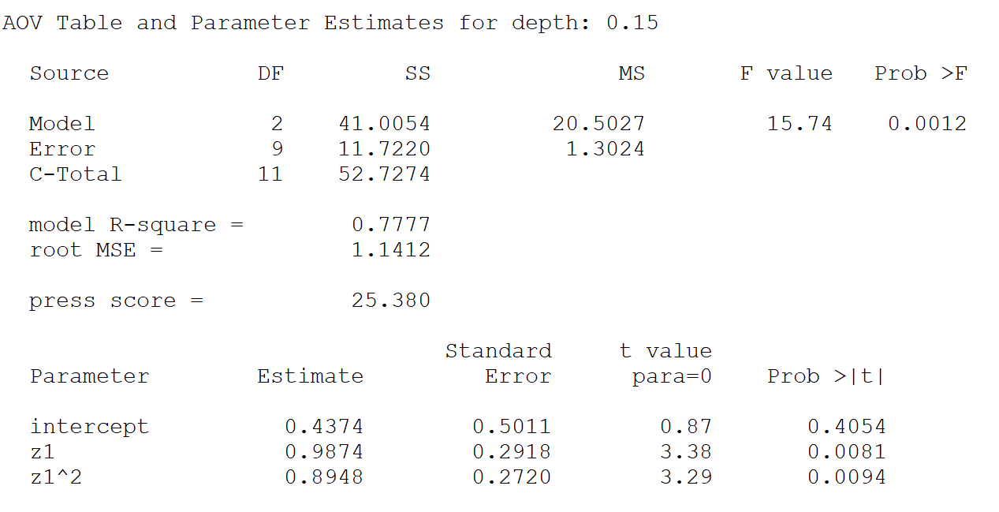 AOV Table and Parameter Estimates for depth: 0.15
Source DF SS MS F value Prob >F
Model 2 41.0054 20.5027 15.74 0.0012
Error 9 11.7220 1.3024
C-Total 11 52.7274
model R-square = 0.7777
root MSE = 1.1412
press score = 25.380
Standard t value
Parameter Estimate Error para=0 Prob >|t|
intercept 0.4374 0.5011 0.87 0.4054
z1 0.9874 0.2918 3.38 0.0081
z1^2 0.8948 0.2720 3.29 0.0094